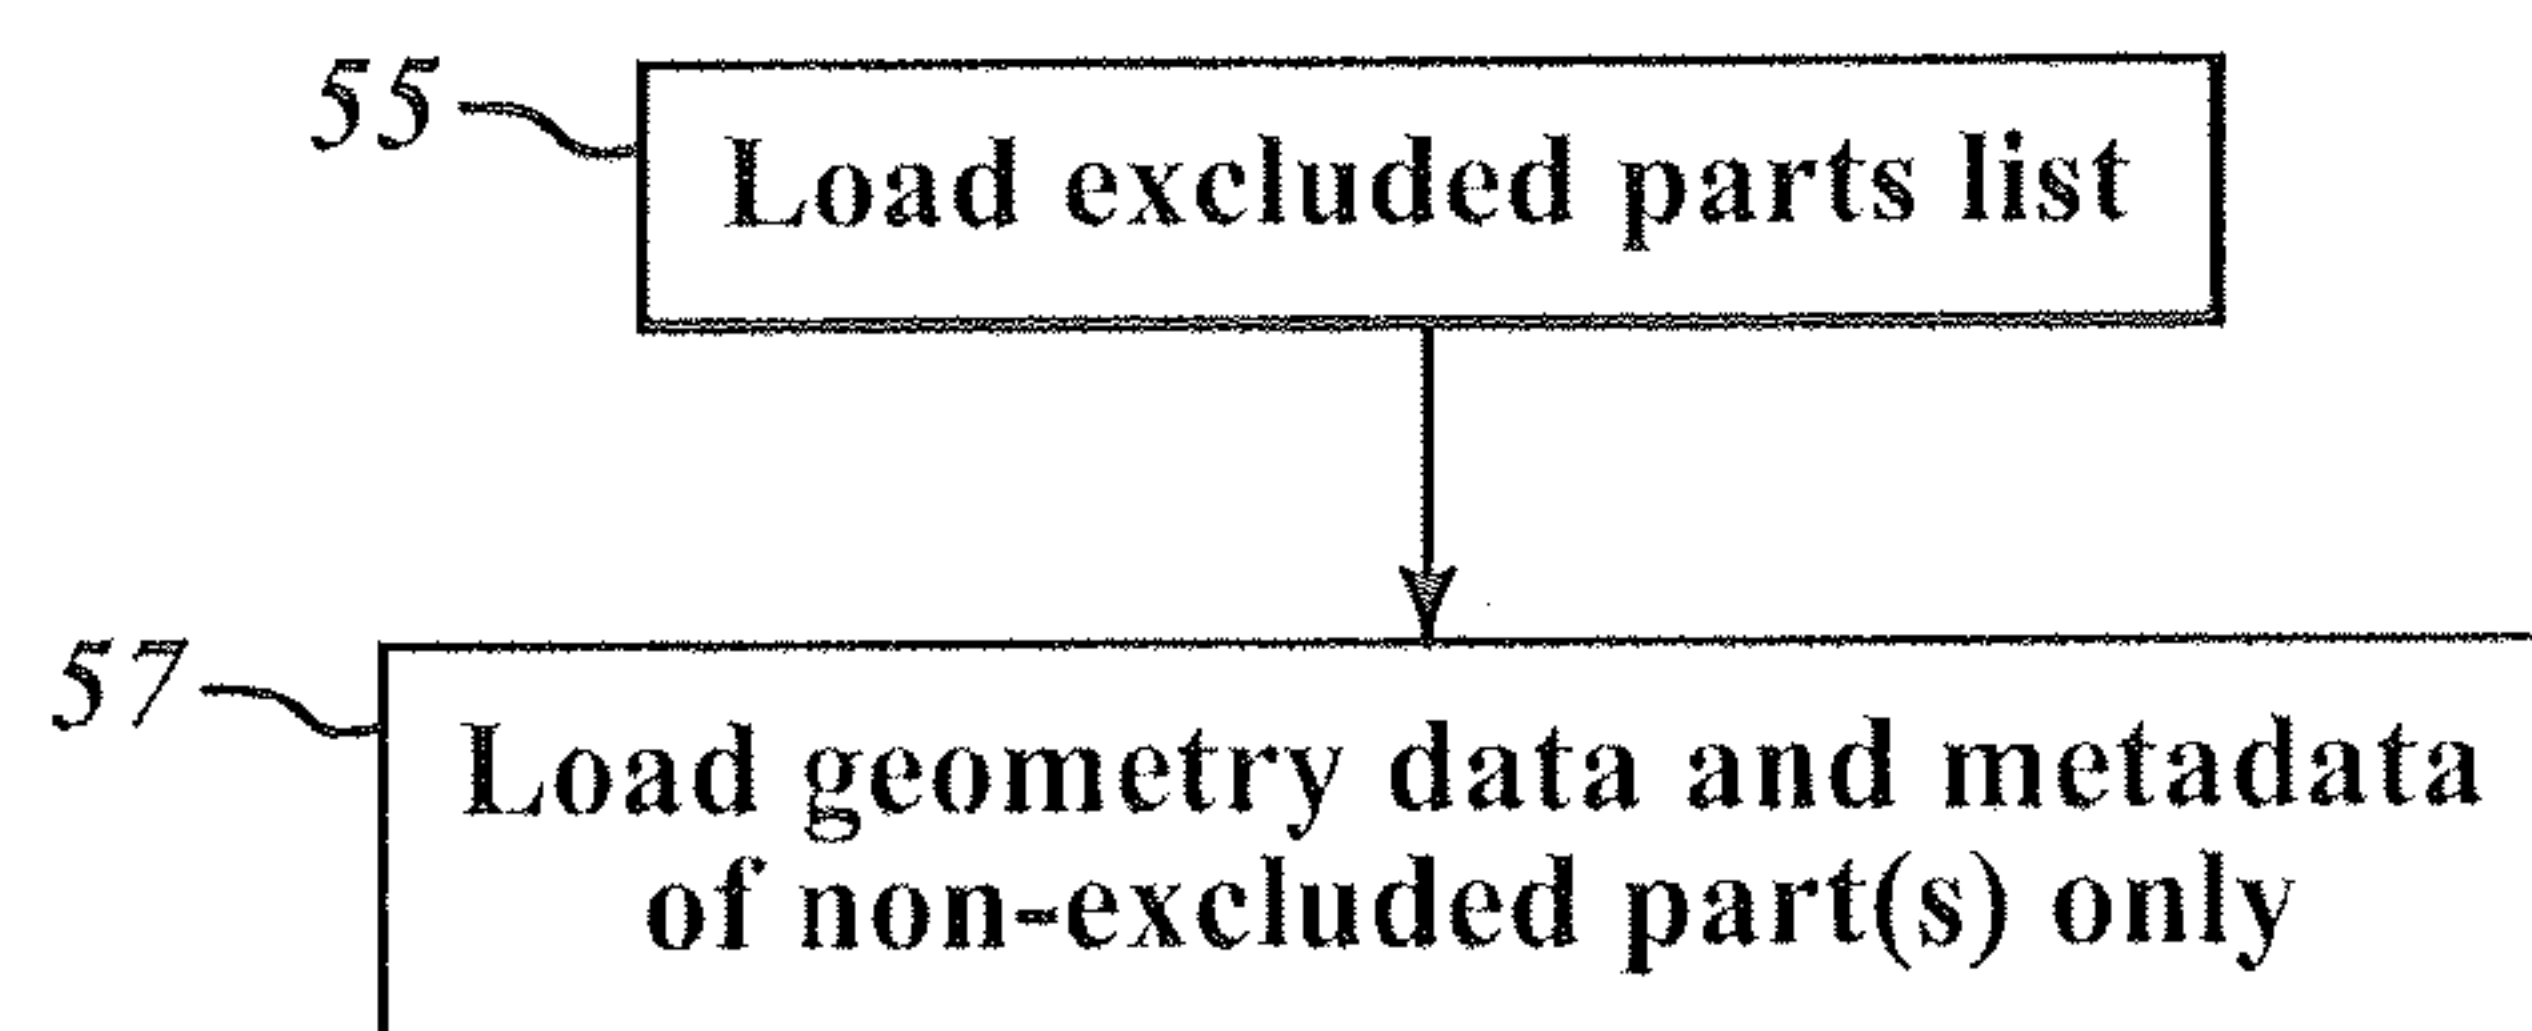 55
Load excluded parts list
57
Load geometry data and metadata
of non-excluded part(s) only